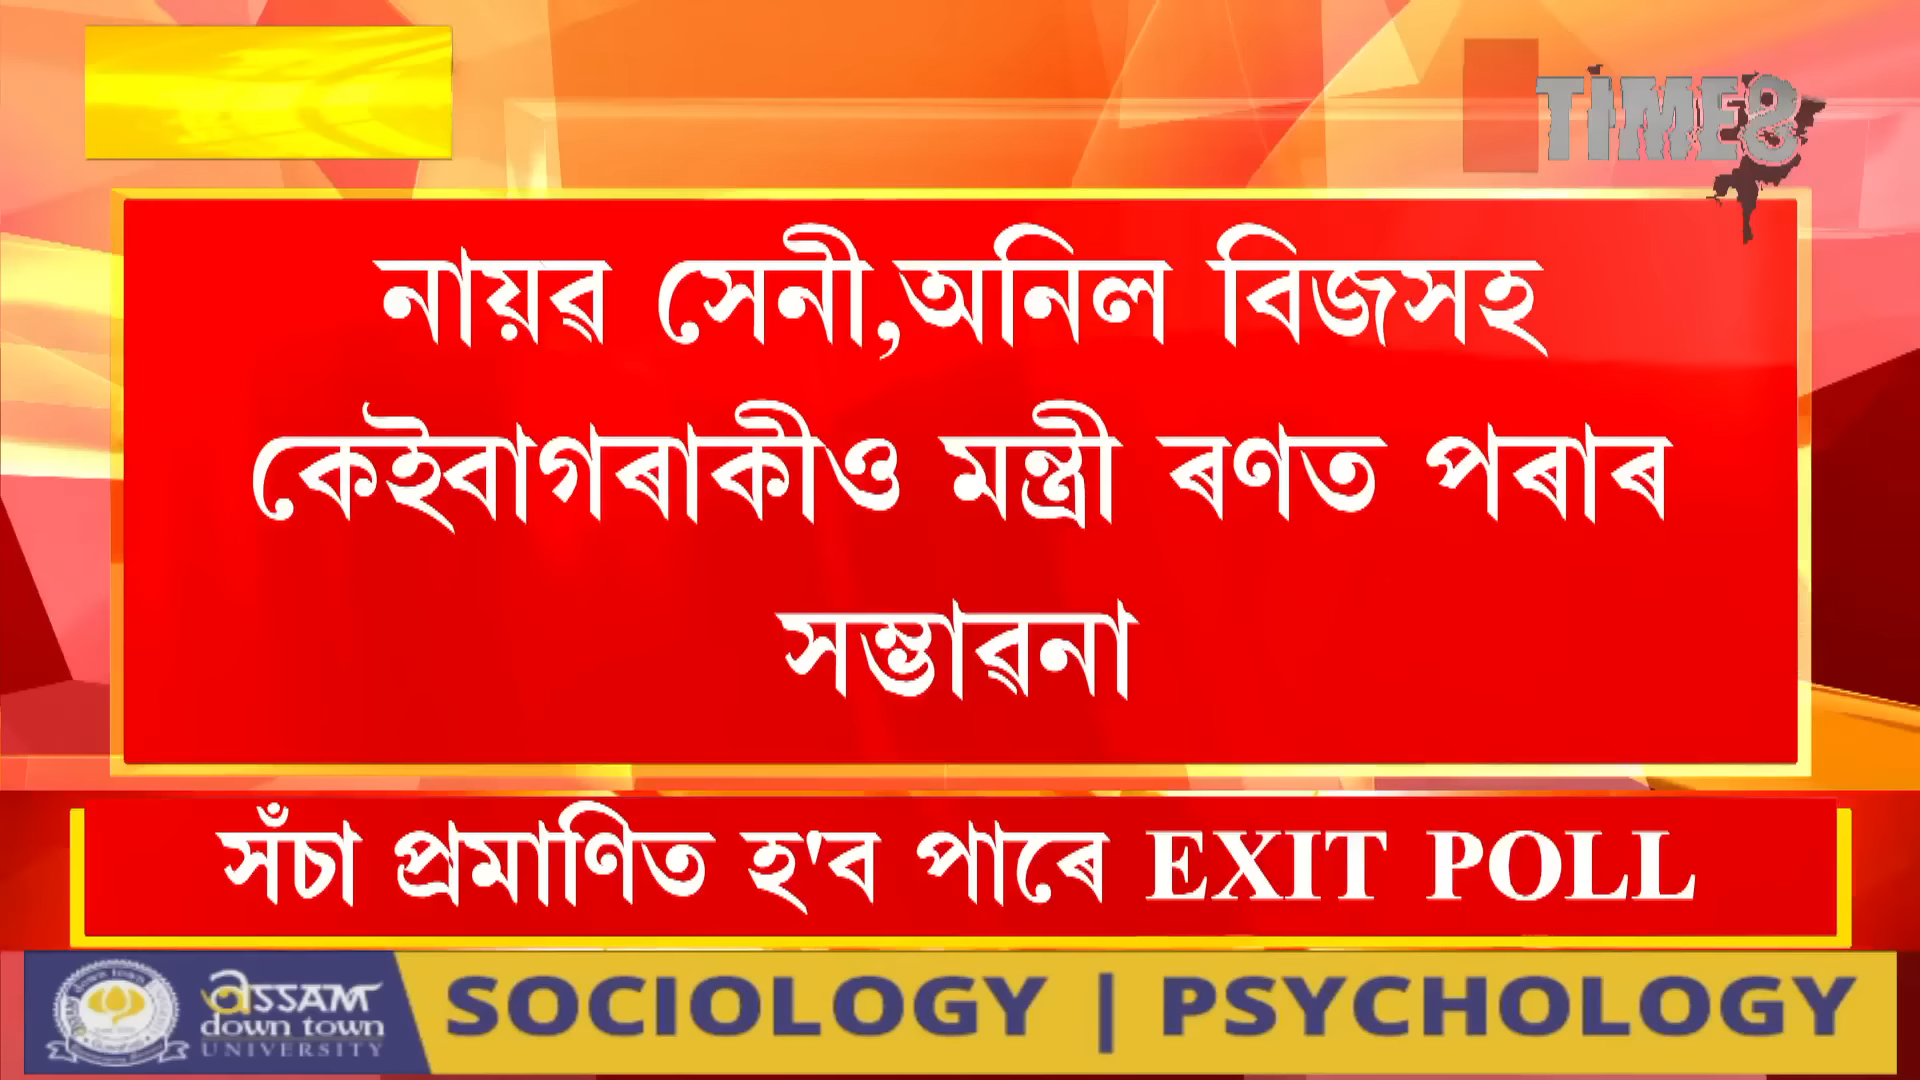 TIME8
নায়ৱ সেনী,অনিল বিজসহ
কেইবাগৰাকীও মন্ত্ৰী ৰণত পৰাৰ
সম্ভাৱনা
সঁচা প্ৰমাণিত হ'ব পাৰে EXIT POLL
assam
down town
UNIVERSITY
SOCIOLOGY | PSYCHOLOGY